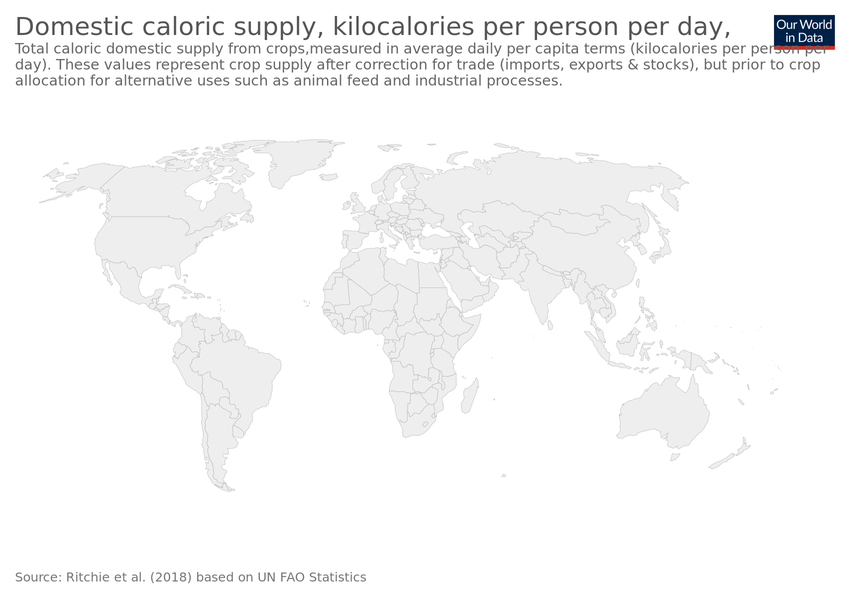 Domestic caloric supply, kilocalories per person per day,
Our World
in Data
Total caloric domestic supply from crops,measured in average daily per capita terms (kilocalories per person per
day). These values represent crop supply after correction for trade (imports, exports & stocks), but prior to crop
allocation for alternative uses such as animal feed and industrial processes.
Source: Ritchie et al. (2018) based on UN FAO Statistics